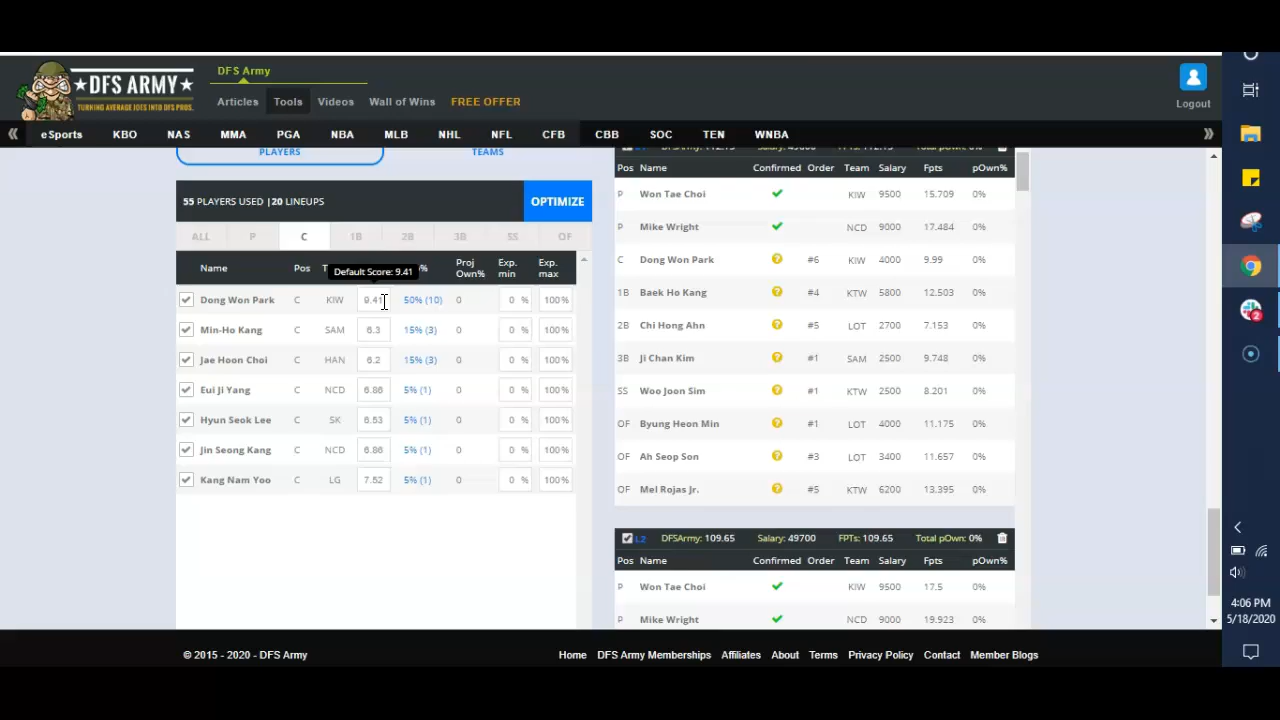 ★DFS ARMY★
TURNING AVERAGE JOES INTO DFS PROS.
DFS Army
Articles Tools Videos Wall of Wins FREE OFFER
Logout
« eSports KBO NAS MMA PGA NBA MLB NHL NFL CFB CBB SOC TEN WNBA »
PLAYERS TEAMS
55 PLAYERS USED |20 LINEUPS OPTIMIZE
ALL P C 1B 2B 3B SS OF
Name Pos Default Score: 9.41 Proj Own% Exp. min Exp. max
Dong Won Park C KIW 9.41 50% (10) 0 0 % 100%
Min-Ho Kang C SAM 6.3 15% (3) 0 0 % 100%
Jae Hoon Choi C HAN 6.2 15% (3) 0 0 % 100%
Eui Ji Yang C NCD 6.86 5% (1) 0 0 % 100%
Hyun Seok Lee C SK 6.53 5% (1) 0 0 % 100%
Jin Seong Kang C NCD 6.86 5% (1) 0 0 % 100%
Kang Nam Yoo C LG 7.52 5% (1) 0 0 % 100%
Pos Name Confirmed Order Team Salary Fpts pOwn%
P Won Tae Choi KIW 9500 15.709 0%
P Mike Wright NCD 9000 17.484 0%
C Dong Won Park ? #6 KIW 4000 9.99 0%
1B Baek Ho Kang ? #4 KTW 5800 12.503 0%
2B Chi Hong Ahn ? #5 LOT 2700 7.153 0%
3B Ji Chan Kim ? #1 SAM 2500 9.748 0%
SS Woo Joon Sim ? #1 KTW 2500 8.201 0%
OF Byung Heon Min ? #1 LOT 4000 11.175 0%
OF Ah Seop Son ? #3 LOT 3400 11.657 0%
OF Mel Rojas Jr. ? #5 KTW 6200 13.395 0%
L2 DFSArmy: 109.65 Salary: 49700 FPTs: 109.65 Total pOwn: 0%
Pos Name Confirmed Order Team Salary Fpts pOwn%
P Won Tae Choi KIW 9500 17.5 0%
P Mike Wright NCD 9000 19.923 0%
© 2015 - 2020 - DFS Army Home DFS Army Memberships Affiliates About Terms Privacy Policy Contact Member Blogs
2
4:06 PM
5/18/2020